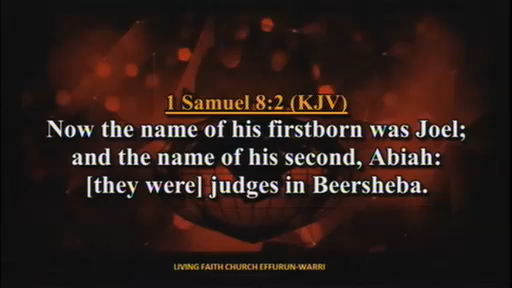 1 Samuel 8:2 (KJV)
Now the name of his firstborn was Joel;
and the name of his second, Abiah:
[they were] judges in Beersheba.
LIVING FAITH CHURCH EFFURUN-WARRI